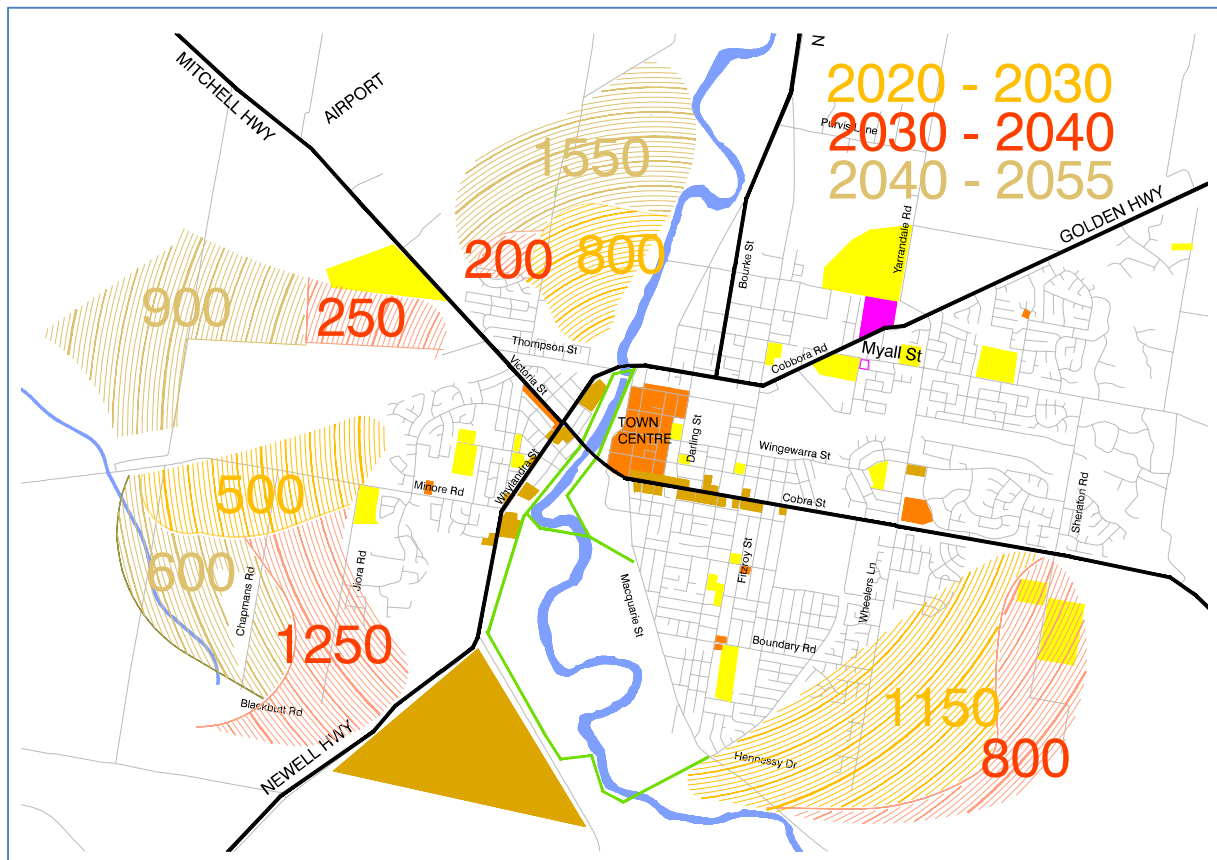 MITCHELL HWY
AIRPORT
N
2020 - 2030
2030 - 2040
2040 - 2055
Purvis Lane
1550
200
800
Yarrandale Rd
GOLDEN HWY
Bourke St
900
250
Thompson St
Victoria St
Cobbora Rd
Myall St
TOWN
CENTRE
Darling St
Wingewarra St
Whylandra St
Minore Rd
Cobra St
Sheraton Rd
500
600
Chapmans Rd
Jiora Rd
Macquarie St
Fitzroy St
Wheelers Ln
Boundary Rd
1250
Blackbutt Rd
NEWELL HWY
1150
800
Hennessy Dr